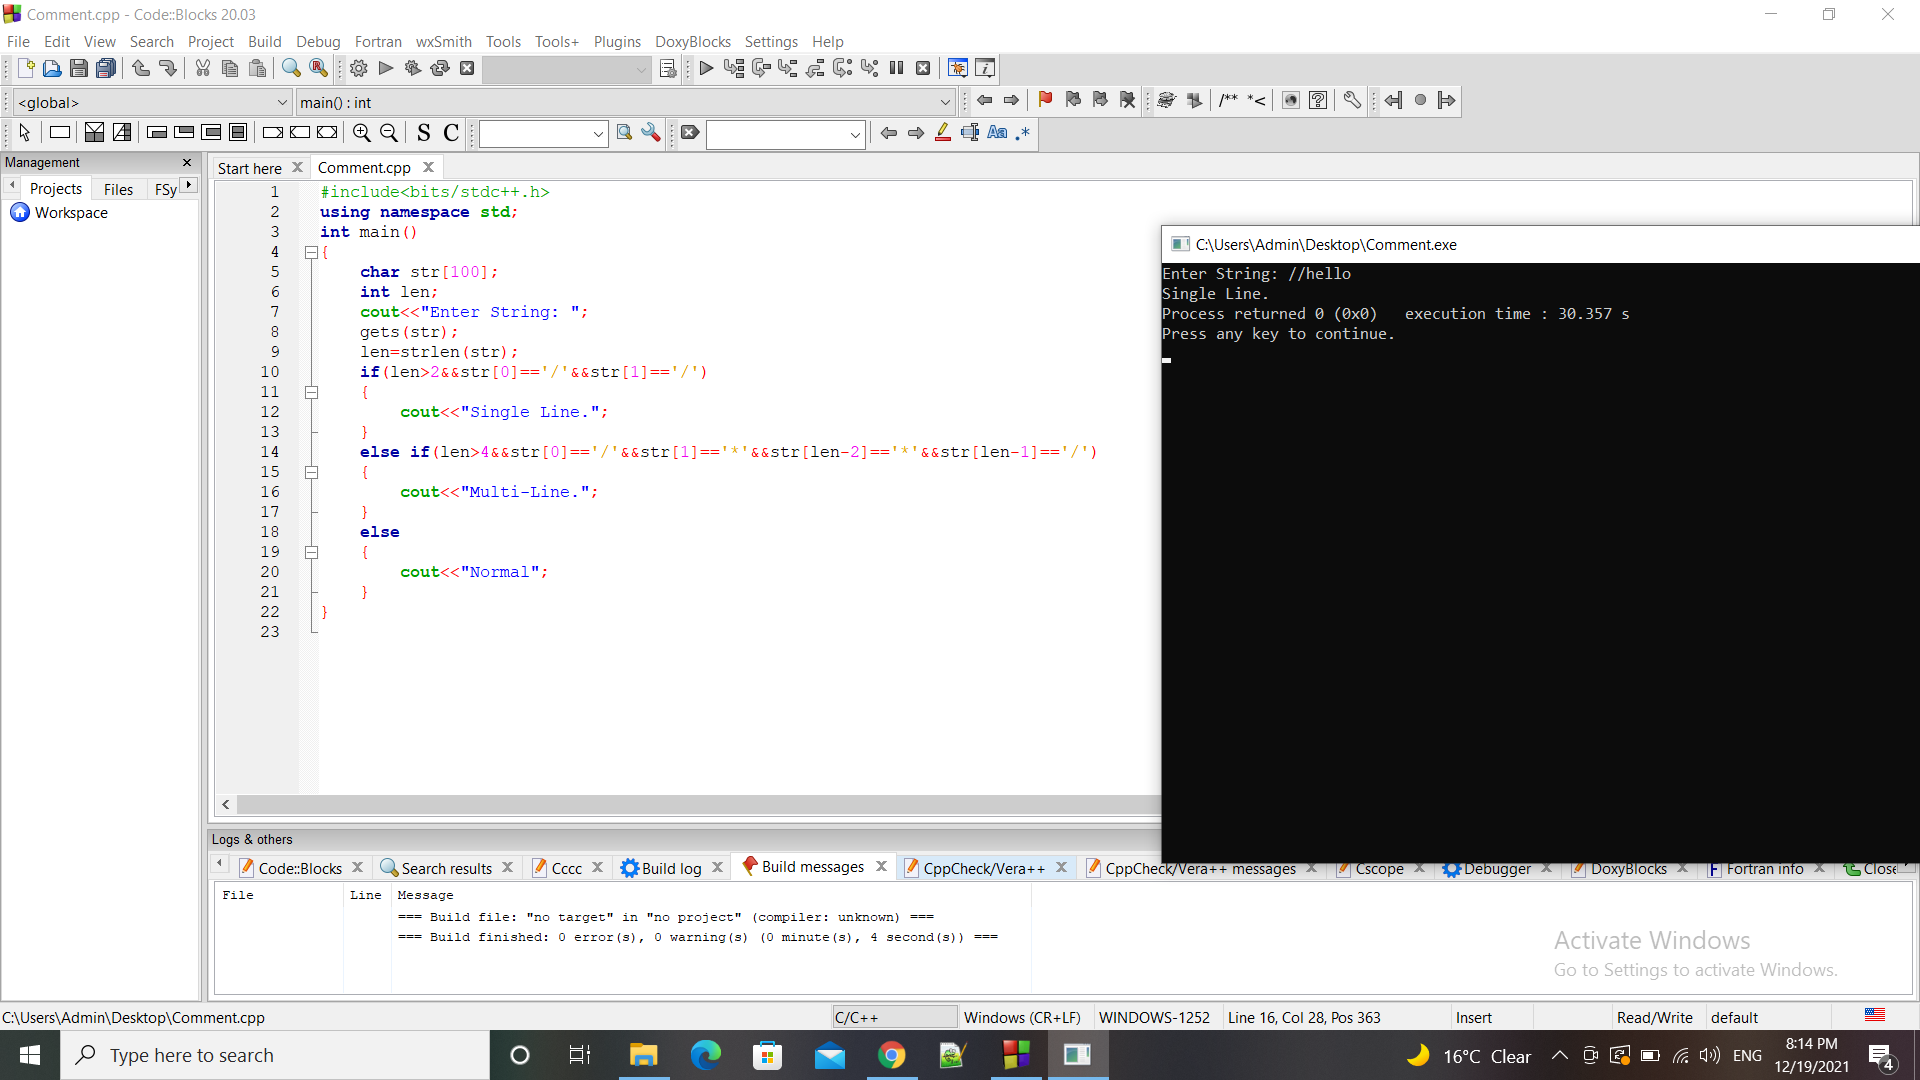 Comment.cpp - Code::Blocks 20.03
File Edit View Search Project Build Debug Fortran wxSmith Tools Tools+ Plugins DoxyBlocks Settings Help
<global> main() : int
/** *<
S C Aa .*
Management
Projects Files FSy
Workspace
Start here Comment.cpp
1 #include<bits/stdc++.h>
2 using namespace std;
3 int main()
4 {
5 char str[100];
6 int len;
7 cout<<"Enter String: ";
8 gets(str);
9 len=strlen(str);
10 if(len>2&&str[0]=='/'&&str[1]=='/')
11 {
12 cout<<"Single Line.";
13 }
14 else if(len>4&&str[0]=='/'&&str[1]=='*'&&str[len-2]=='*'&&str[len-1]=='/')
15 {
16 cout<<"Multi-Line.";
17 }
18 else
19 {
20 cout<<"Normal";
21 }
22 }
23
C:\Users\Admin\Desktop\Comment.exe
Enter String: //hello
Single Line.
Process returned 0 (0x0)   execution time : 30.357 s
Press any key to continue.
Logs & others
Code::Blocks Search results Cccc Build log Build messages CppCheck/Vera++ CppCheck/Vera++ messages Cscope Debugger DoxyBlocks Fortran info Close
File Line Message
=== Build file: "no target" in "no project" (compiler: unknown) ===
=== Build finished: 0 error(s), 0 warning(s) (0 minute(s), 4 second(s)) ===
Activate Windows
Go to Settings to activate Windows.
C:\Users\Admin\Desktop\Comment.cpp C/C++ Windows (CR+LF) WINDOWS-1252 Line 16, Col 28, Pos 363 Insert Read/Write default
Type here to search
16°C Clear ENG
8:14 PM
12/19/2021
4